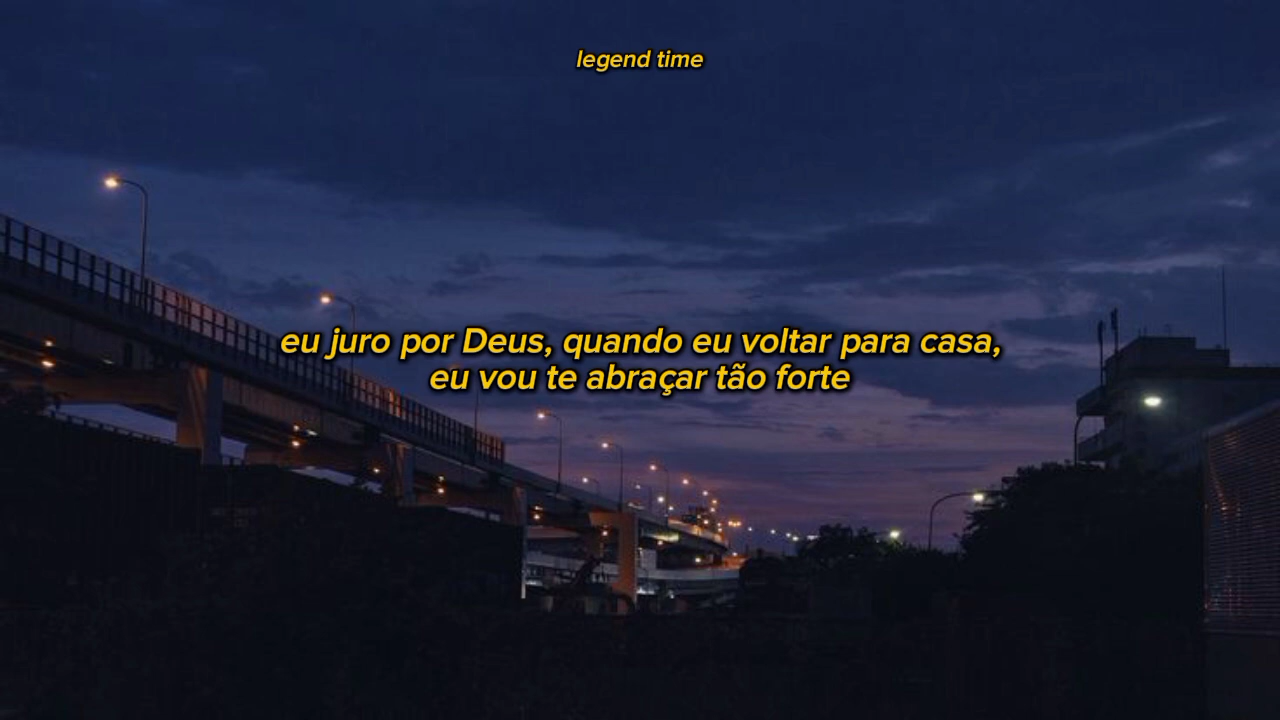 legend time
eu juro por Deus, quando eu voltar para casa,
eu vou te abraçar tão forte